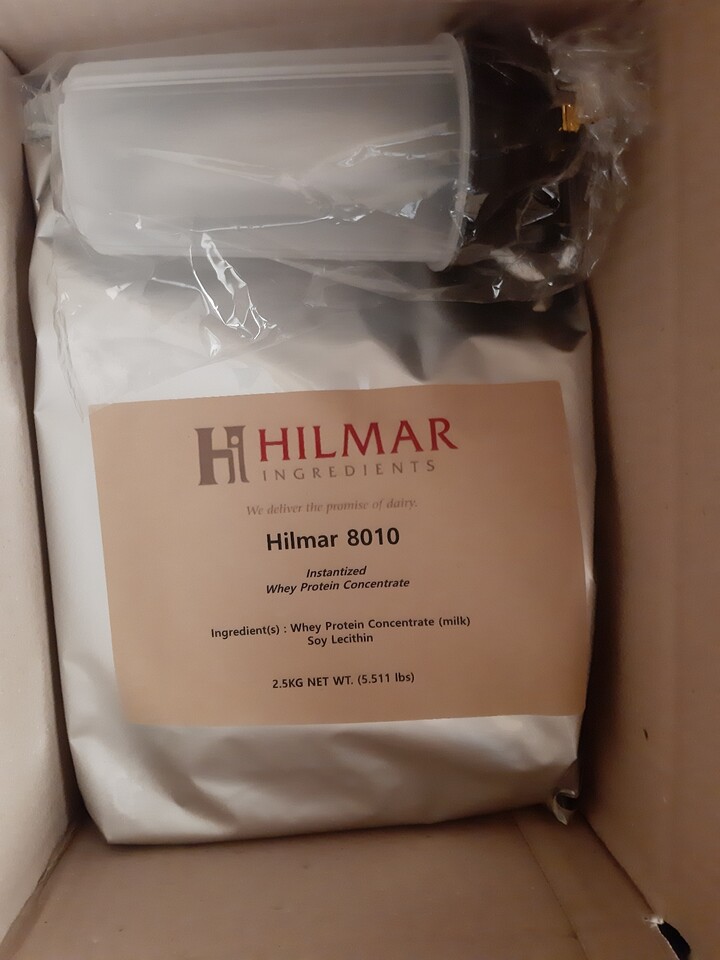 Hi HILMAR
INGREDIENTS
We deliver the promise of dairy.
Hilmar 8010
Instantized
Whey Protein Concentrate
Ingredient(s) : Whey Protein Concentrate (milk)
Soy Lecithin
2.5KG NET WT. (5.511 lbs)